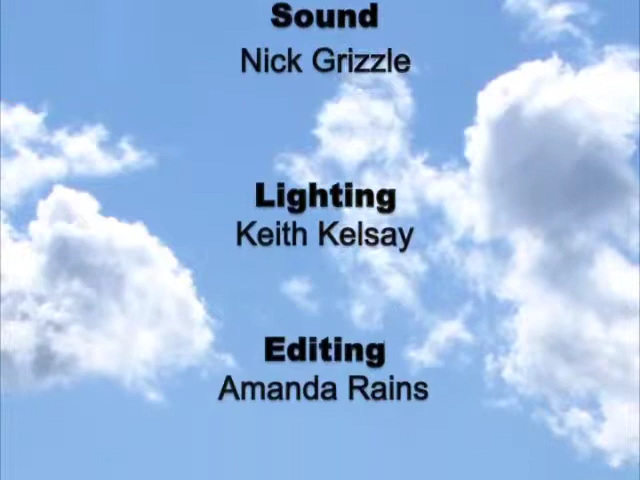 Sound
Nick Grizzle
Lighting
Keith Kelsay
Editing
Amanda Rains